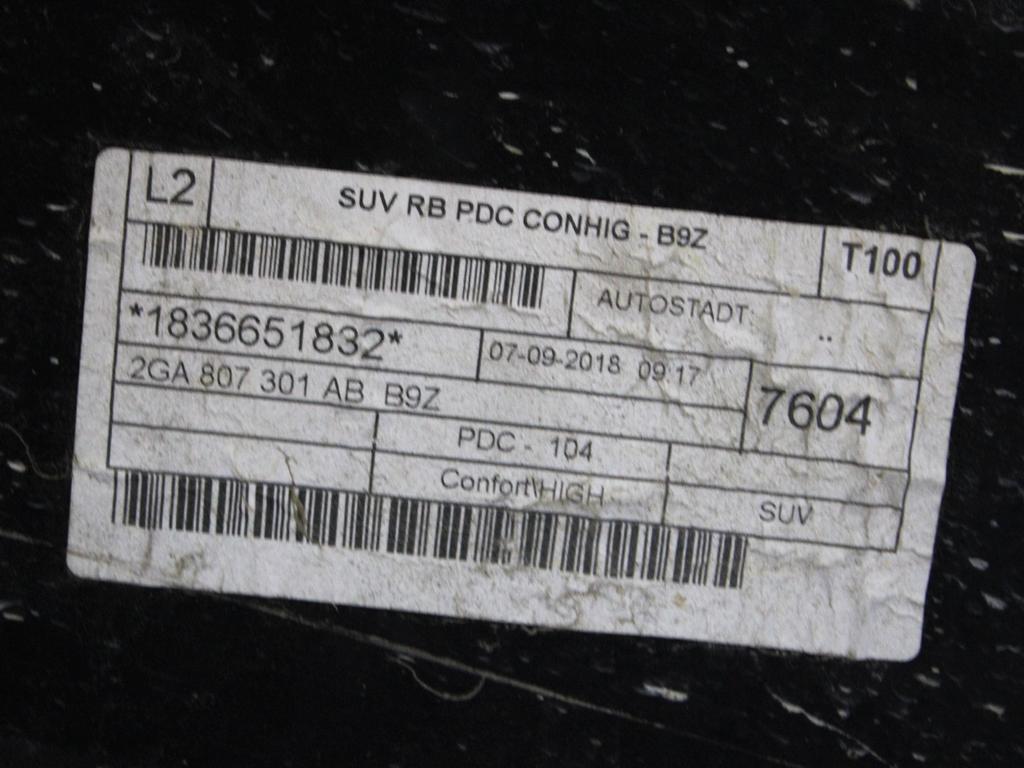 L2 SUV RB PDC CONHIG - B9Z T100
AUTOSTADT:
..
*1836651832* 07-09-2018 09:17 7604
2GA 807 301 AB B9Z
PDC - 104
Confort\HIGH SUV